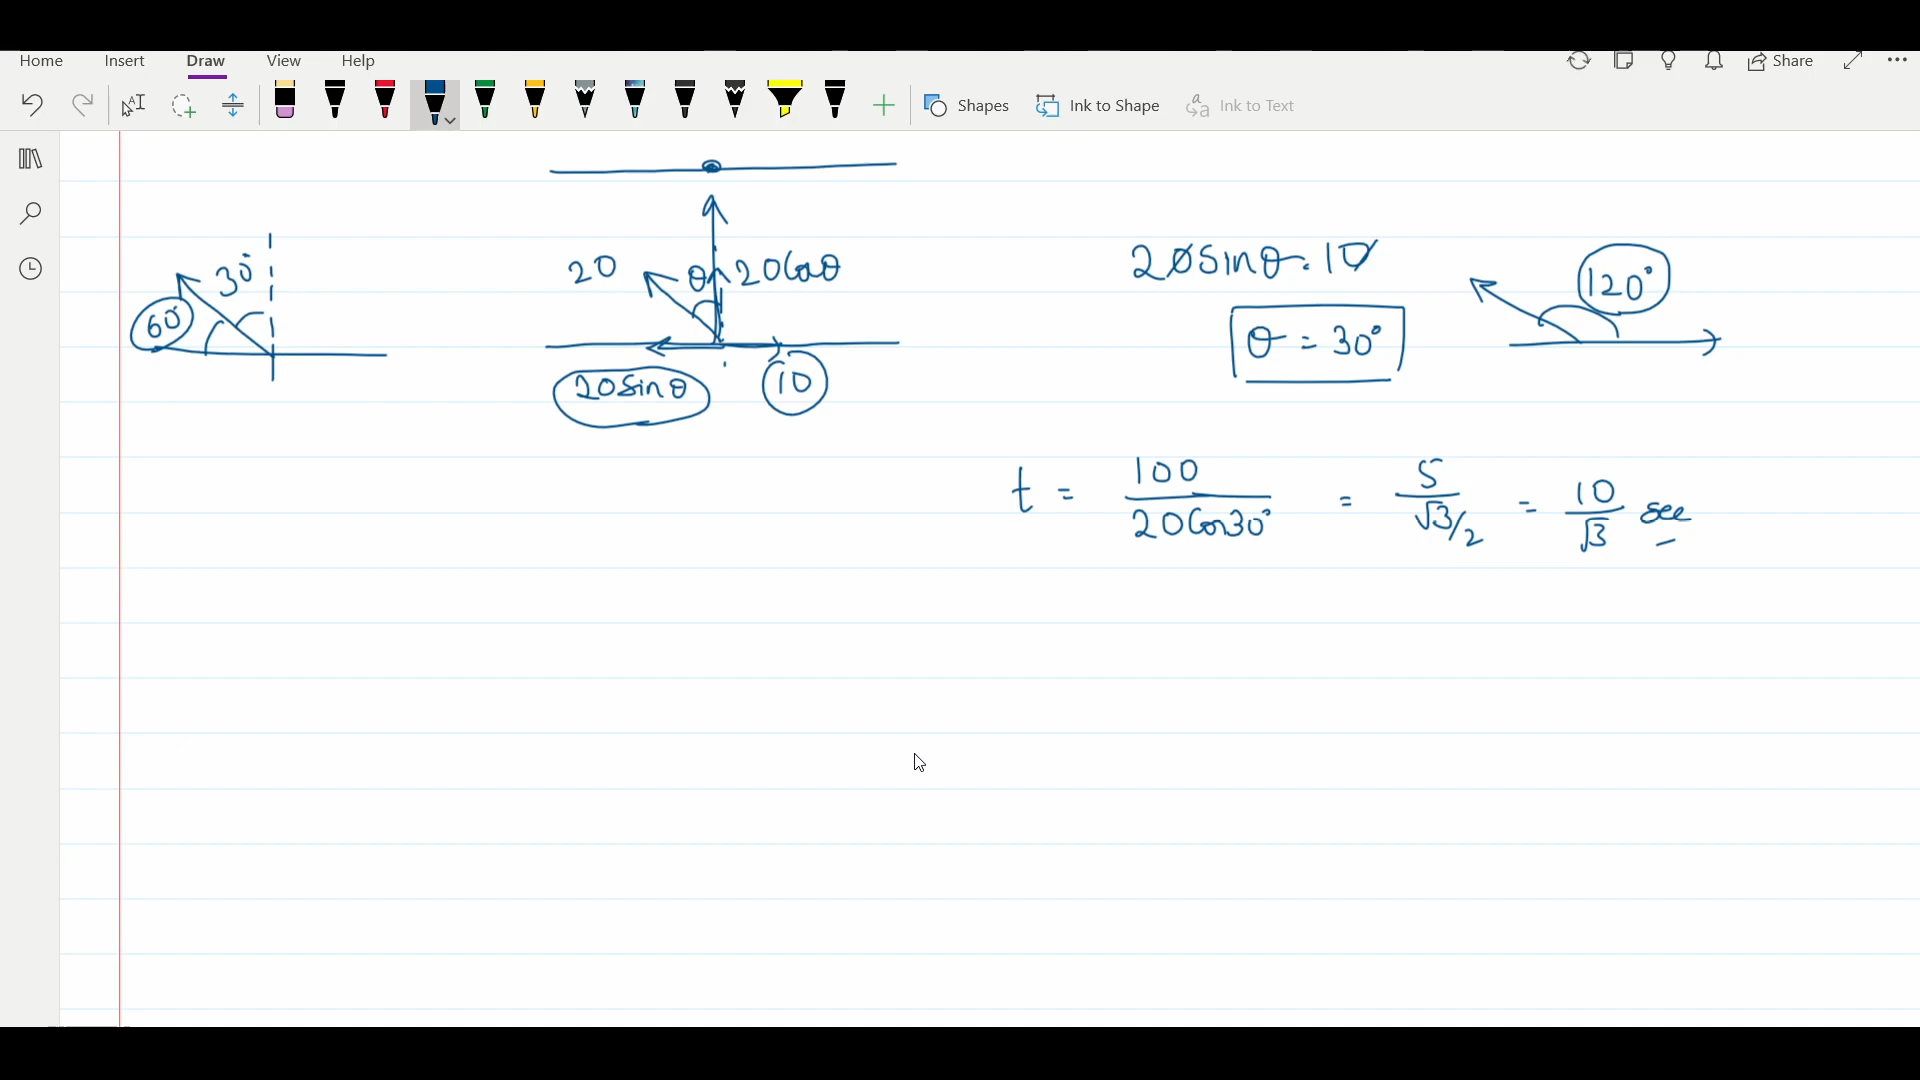 Home Insert Draw View Help Share
Shapes Ink to Shape Ink to Text
30°
60°
20 θ 20Cosθ
20Sinθ 10
20Sinθ = 10
θ = 30°
120°
t = 100 / 20Cos30° = 5 / √3/2 = 10 / √3 sec